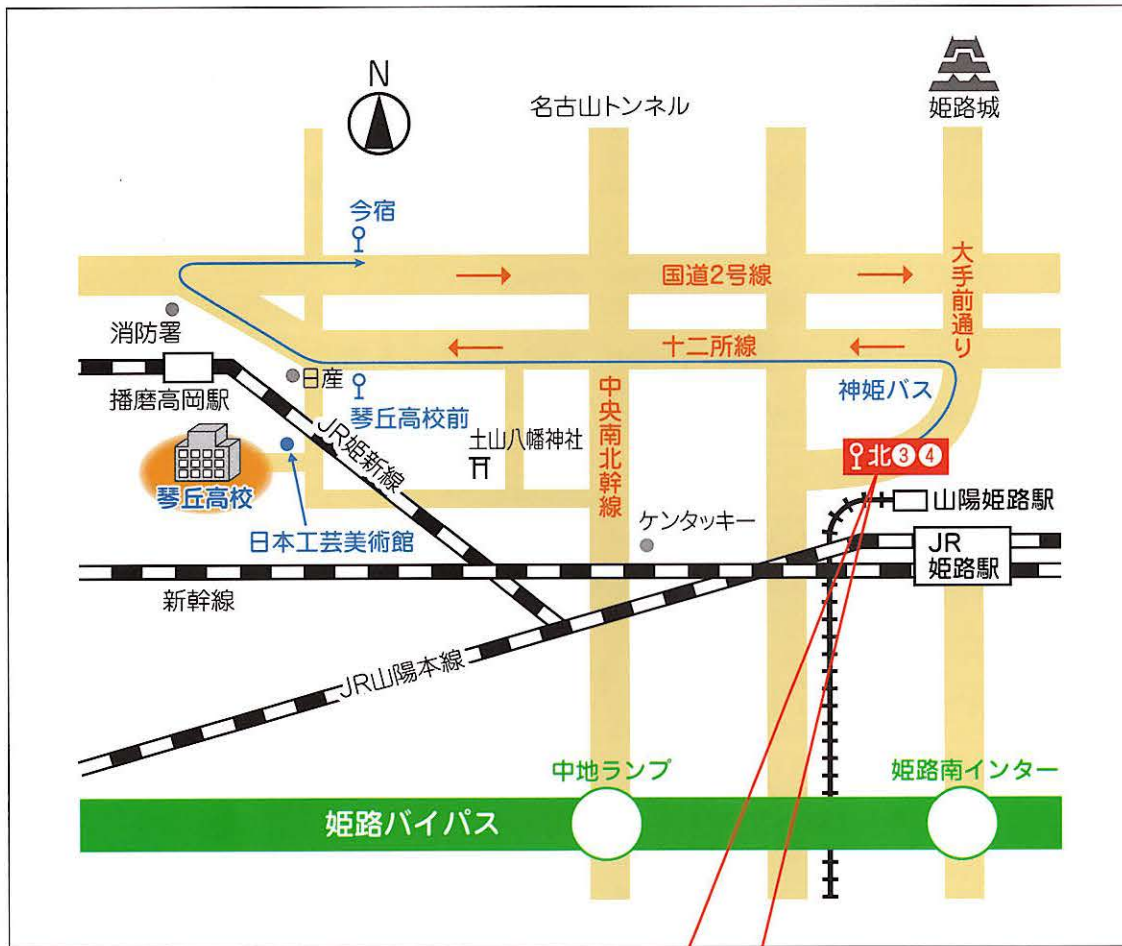 N
名古山トンネル
姫路城
今宿
国道2号線
大手前通り
消防署
十二所線
播磨高岡駅
日産
琴丘高校前
神姫バス
JR姫新線
土山八幡神社
中央南北幹線
北③④
琴丘高校
山陽姫路駅
日本工芸美術館
ケンタッキー
JR
姫路駅
新幹線
JR山陽本線
中地ランプ
姫路南インター
姫路バイパス